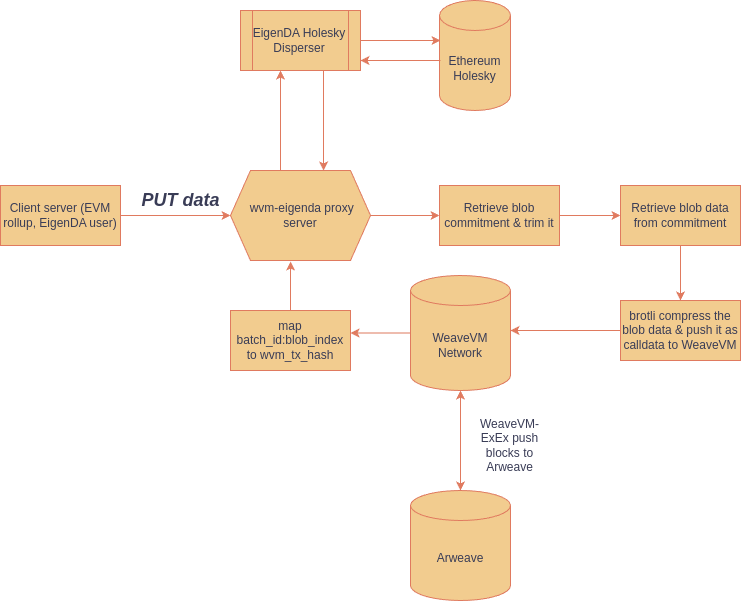 EigenDA Holesky
Disperser
Ethereum
Holesky
Client server (EVM
rollup, EigenDA user)
PUT data
wvm-eigenda proxy
server
Retrieve blob
commitment & trim it
Retrieve blob data
from commitment
map
batch_id:blob_index
to wvm_tx_hash
WeaveVM
Network
brotli compress the
blob data & push it as
calldata to WeaveVM
WeaveVM-
ExEx push
blocks to
Arweave
Arweave